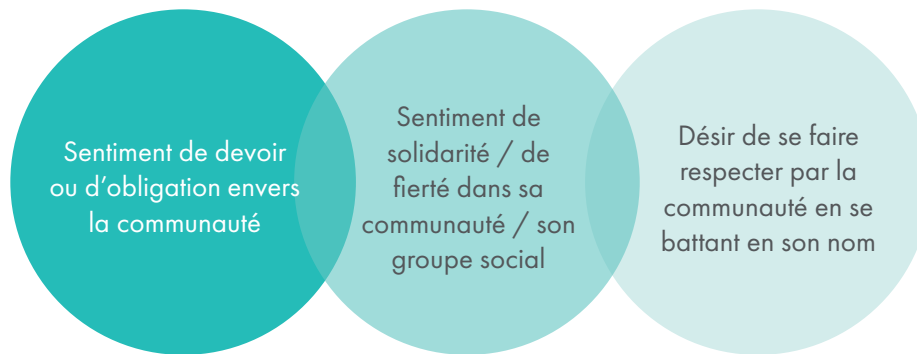 Sentiment de devoir
ou d’obligation envers
la communauté
Sentiment de
solidarité / de
fierté dans sa
communauté / son
groupe social
Désir de se faire
respecter par la
communauté en se
battant en son nom